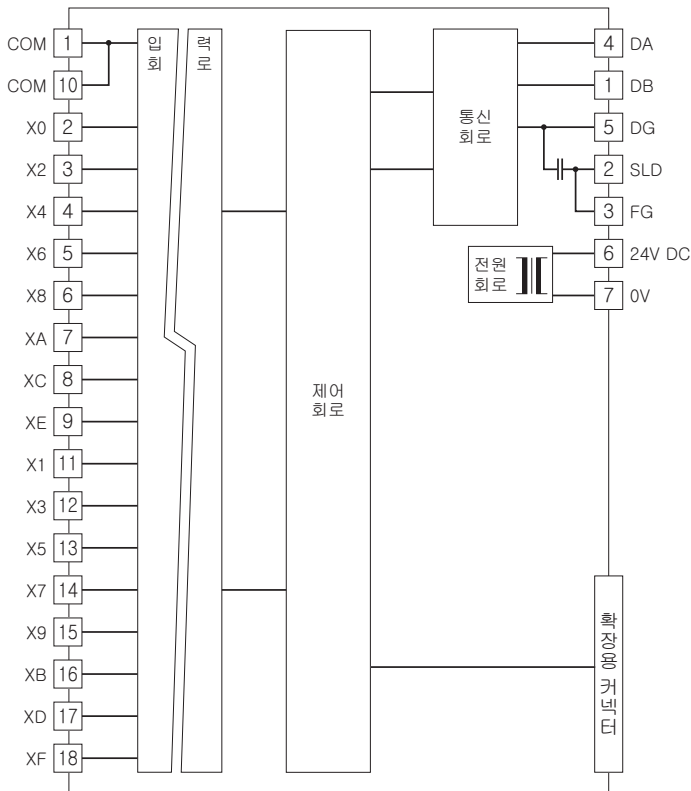 COM 1
COM 10
X0 2
X2 3
X4 4
X6 5
X8 6
XA 7
XC 8
XE 9
X1 11
X3 12
X5 13
X7 14
X9 15
XB 16
XD 17
XF 18
입력
회로
제어
회로
통신
회로
전원
회로
4 DA
1 DB
5 DG
2 SLD
3 FG
6 24V DC
7 0V
확장용 커넥터